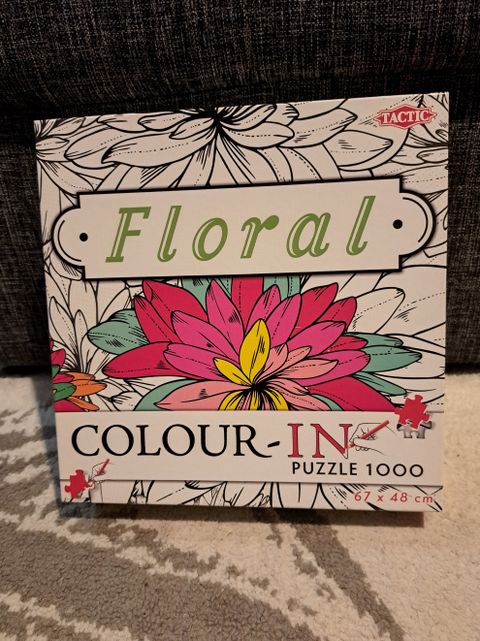 TACTIC
Floral
COLOUR-IN
PUZZLE 1000
67 x 48 cm